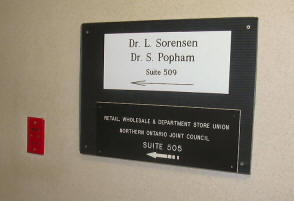 Dr. L. Sorensen
Dr. S. Popham
Suite 509
RETAIL, WHOLESALE & DEPARTMENT STORE UNION
NORTHERN ONTARIO JOINT COUNCIL
SUITE 505